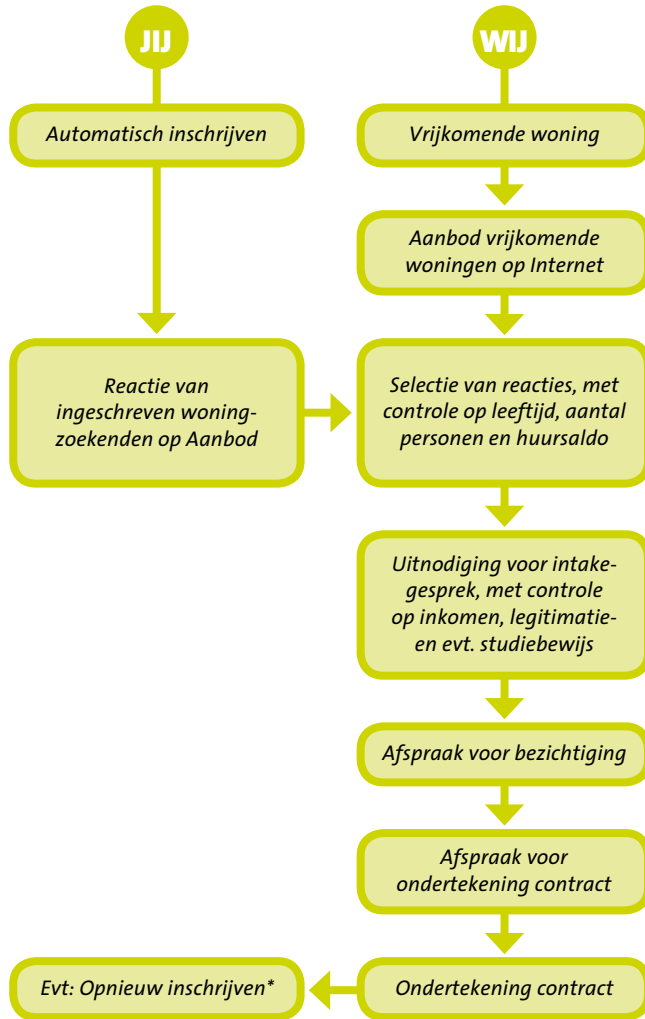 JIJ
WIJ
Automatisch inschrijven
Vrijkomende woning
Aanbod vrijkomende
woningen op Internet
Reactie van
ingeschreven woning-
zoekenden op Aanbod
Selectie van reacties, met
controle op leeftijd, aantal
personen en huursaldo
Uitnodiging voor intake-
gesprek, met controle
op inkomen, legitimatie-
en evt. studiebewijs
Afspraak voor bezichtiging
Afspraak voor
ondertekening contract
Evt: Opnieuw inschrijven*
Ondertekening contract